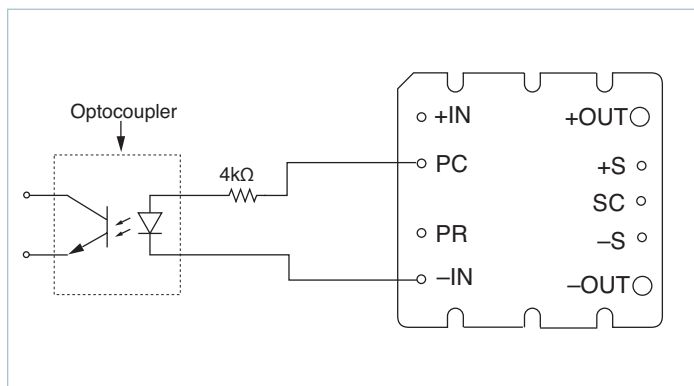 Optocoupler
4kΩ
+IN
PC
PR
–IN
+OUT
+S
SC
–S
–OUT